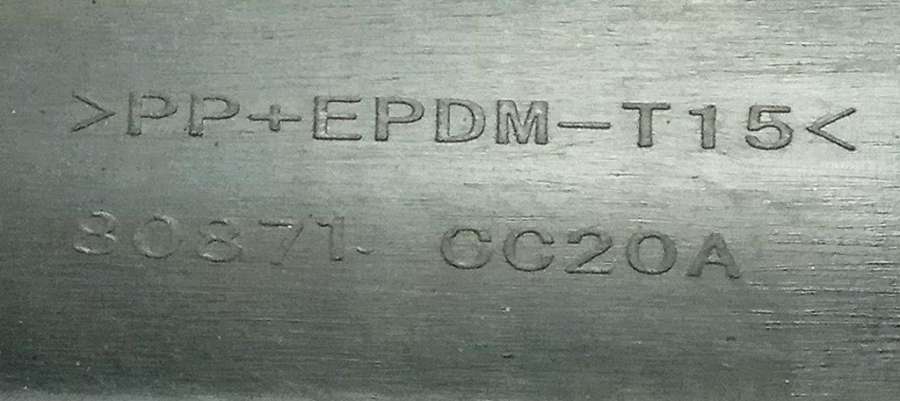 >PP+EPDM-T15<
80871- CC20A